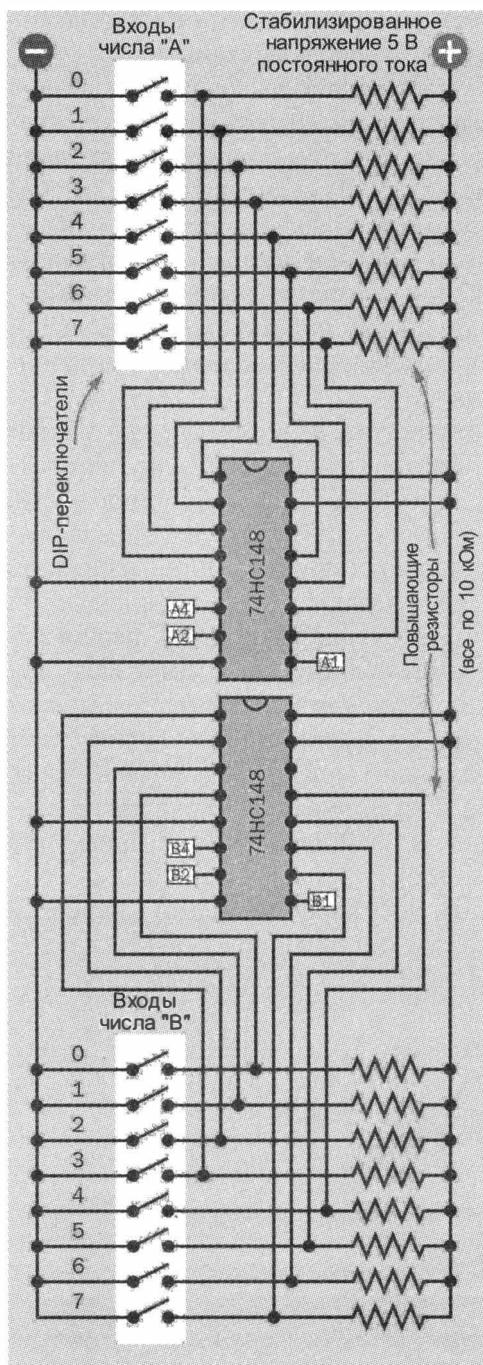 Входы
числа "А"
Стабилизированное
напряжение 5 В
постоянного тока
−
+
0
1
2
3
4
5
6
7
DIP-переключатели
74HC148
A4
A2
A1
Повышающие
резисторы
(все по 10 кОм)
74HC148
B4
B2
B1
Входы
числа "В"
0
1
2
3
4
5
6
7